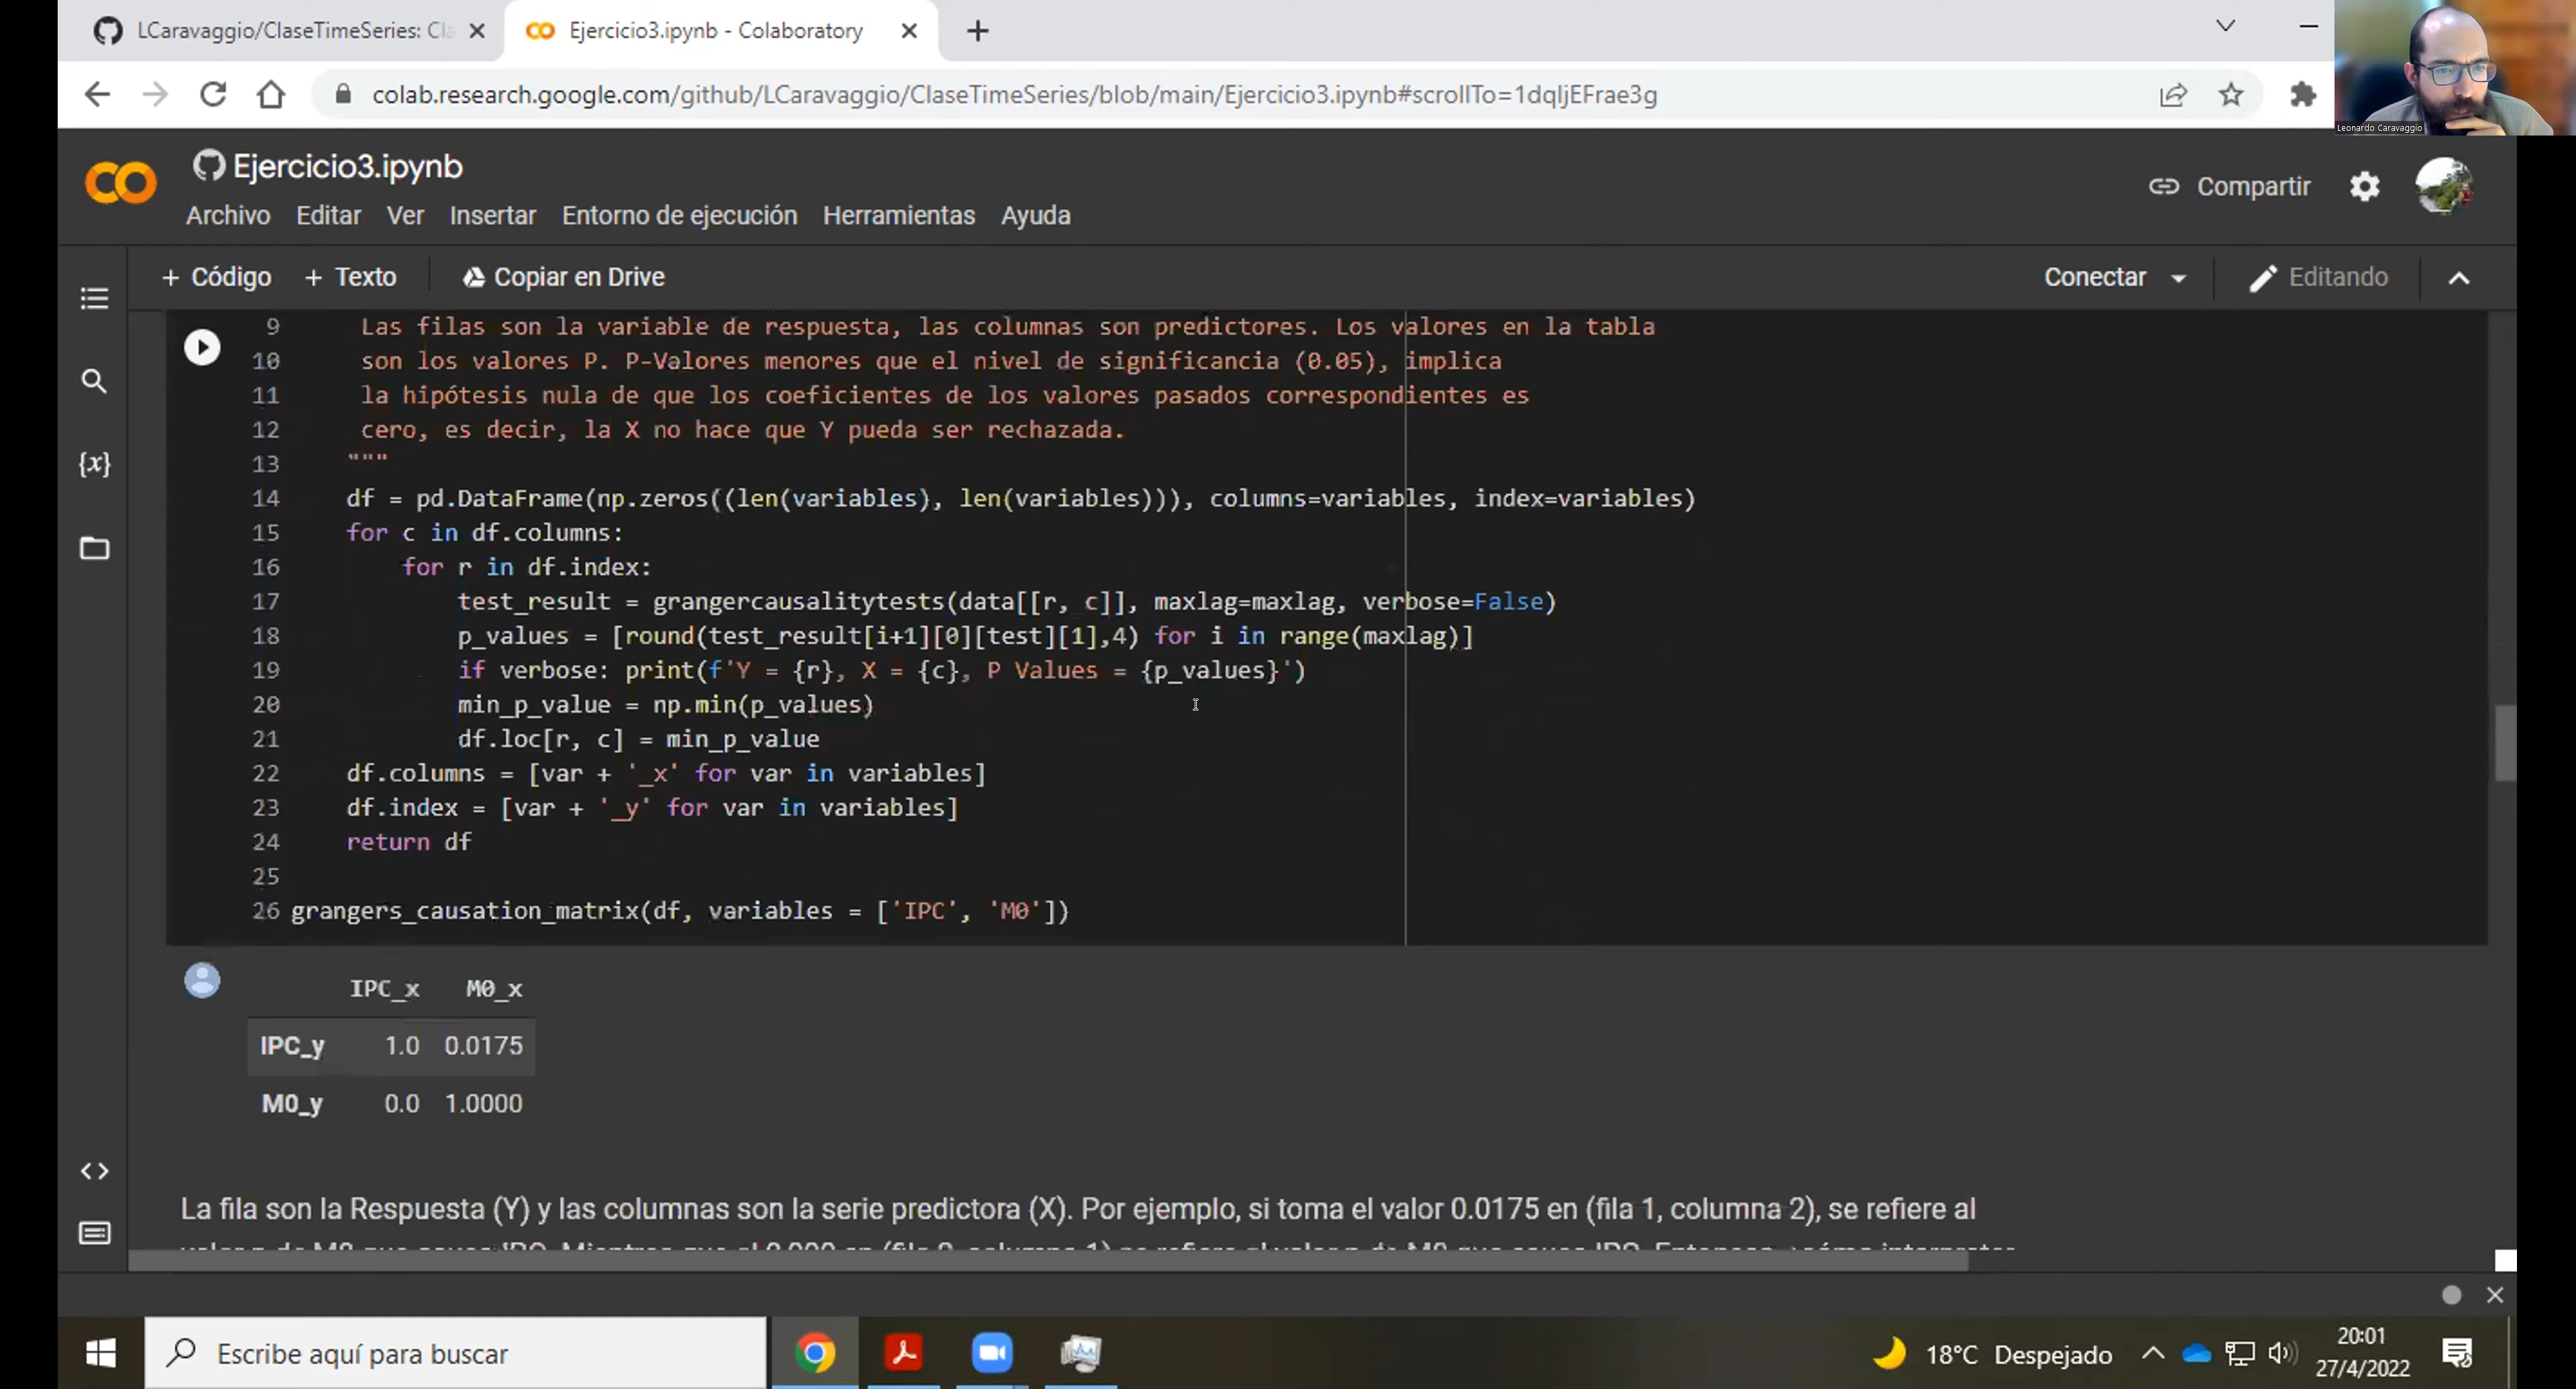 LCaravaggio/ClaseTimeSeries: Cl
Ejercicio3.ipynb - Colaboratory
colab.research.google.com/github/LCaravaggio/ClaseTimeSeries/blob/main/Ejercicio3.ipynb#scrollTo=1dqljEFrae3g
Leonardo Caravaggio
Ejercicio3.ipynb
Archivo Editar Ver Insertar Entorno de ejecución Herramientas Ayuda
Compartir
+ Código + Texto Copiar en Drive
Conectar Editando
9 Las filas son la variable de respuesta, las columnas son predictores. Los valores en la tabla
10 son los valores P. P-Valores menores que el nivel de significancia (0.05), implica
11 la hipótesis nula de que los coeficientes de los valores pasados correspondientes es
12 cero, es decir, la X no hace que Y pueda ser rechazada.
13 """
14 df = pd.DataFrame(np.zeros((len(variables), len(variables))), columns=variables, index=variables)
15 for c in df.columns:
16 for r in df.index:
17 test_result = grangercausalitytests(data[[r, c]], maxlag=maxlag, verbose=False)
18 p_values = [round(test_result[i+1][0][test][1],4) for i in range(maxlag)]
19 if verbose: print(f'Y = {r}, X = {c}, P Values = {p_values}')
20 min_p_value = np.min(p_values)
21 df.loc[r, c] = min_p_value
22 df.columns = [var + '_x' for var in variables]
23 df.index = [var + '_y' for var in variables]
24 return df
25
26 grangers_causation_matrix(df, variables = ['IPC', 'M0'])
IPC_x M0_x
IPC_y 1.0 0.0175
M0_y 0.0 1.0000
La fila son la Respuesta (Y) y las columnas son la serie predictora (X). Por ejemplo, si toma el valor 0.0175 en (fila 1, columna 2), se refiere al
Escribe aquí para buscar
18°C Despejado
20:01
27/4/2022